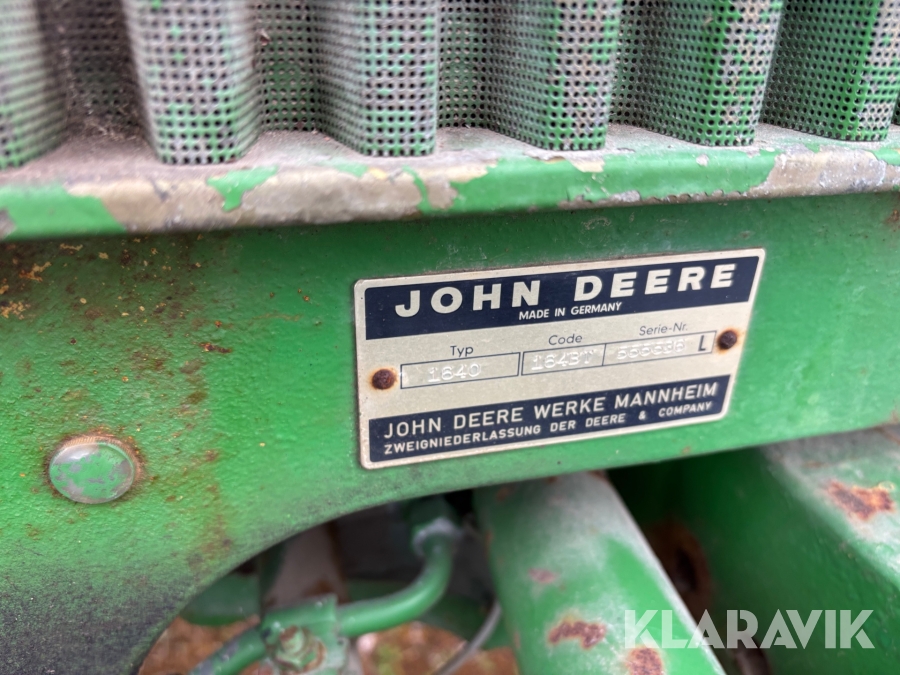 JOHN DEERE
MADE IN GERMANY
Typ Code Serie-Nr.
1640 L
JOHN DEERE WERKE MANNHEIM
ZWEIGNIEDERLASSUNG DER DEERE & COMPANY
KLARAVIK